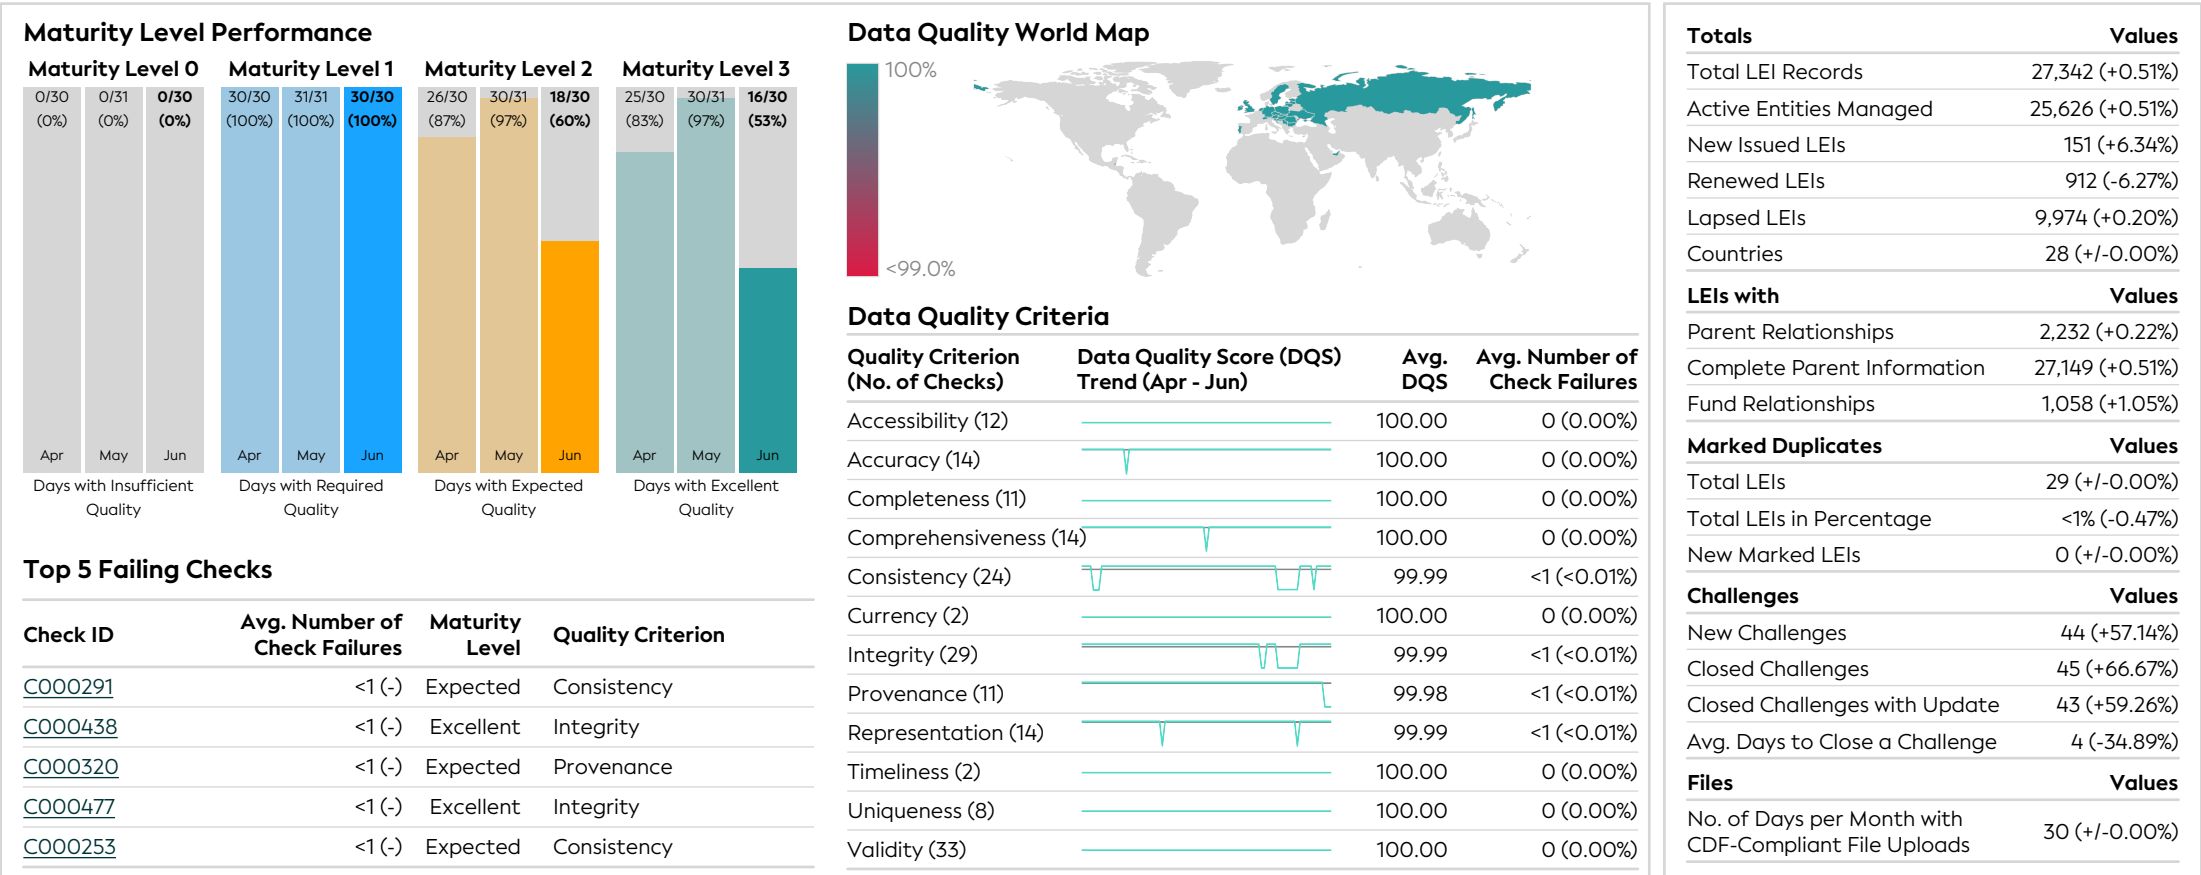 Maturity Level Performance
Maturity Level 0 Maturity Level 1 Maturity Level 2 Maturity Level 3
0/30 0/31 0/30 30/30 31/31 30/30 26/30 30/31 18/30 25/30 30/31 16/30
(0%) (0%) (0%) (100%) (100%) (100%) (87%) (97%) (60%) (83%) (97%) (53%)
Apr May Jun Apr May Jun Apr May Jun Apr May Jun
Days with Insufficient Days with Required Days with Expected Days with Excellent
Quality Quality Quality Quality
Top 5 Failing Checks
Check ID Avg. Number of Check Failures Maturity Level Quality Criterion
C000291 <1 (-) Expected Consistency
C000438 <1 (-) Excellent Integrity
C000320 <1 (-) Expected Provenance
C000477 <1 (-) Excellent Integrity
C000253 <1 (-) Expected Consistency
Data Quality World Map
100%
<99.0%
Data Quality Criteria
Quality Criterion Data Quality Score (DQS) Avg. Avg. Number of
(No. of Checks) Trend (Apr - Jun) DQS Check Failures
Accessibility (12) 100.00 0 (0.00%)
Accuracy (14) 100.00 0 (0.00%)
Completeness (11) 100.00 0 (0.00%)
Comprehensiveness (14) 100.00 0 (0.00%)
Consistency (24) 99.99 <1 (<0.01%)
Currency (2) 100.00 0 (0.00%)
Integrity (29) 99.99 <1 (<0.01%)
Provenance (11) 99.98 <1 (<0.01%)
Representation (14) 99.99 <1 (<0.01%)
Timeliness (2) 100.00 0 (0.00%)
Uniqueness (8) 100.00 0 (0.00%)
Validity (33) 100.00 0 (0.00%)
Totals Values
Total LEI Records 27,342 (+0.51%)
Active Entities Managed 25,626 (+0.51%)
New Issued LEIs 151 (+6.34%)
Renewed LEIs 912 (-6.27%)
Lapsed LEIs 9,974 (+0.20%)
Countries 28 (+/-0.00%)
LEIs with Values
Parent Relationships 2,232 (+0.22%)
Complete Parent Information 27,149 (+0.51%)
Fund Relationships 1,058 (+1.05%)
Marked Duplicates Values
Total LEIs 29 (+/-0.00%)
Total LEIs in Percentage <1% (-0.47%)
New Marked LEIs 0 (+/-0.00%)
Challenges Values
New Challenges 44 (+57.14%)
Closed Challenges 45 (+66.67%)
Closed Challenges with Update 43 (+59.26%)
Avg. Days to Close a Challenge 4 (-34.89%)
Files Values
No. of Days per Month with
CDF-Compliant File Uploads 30 (+/-0.00%)